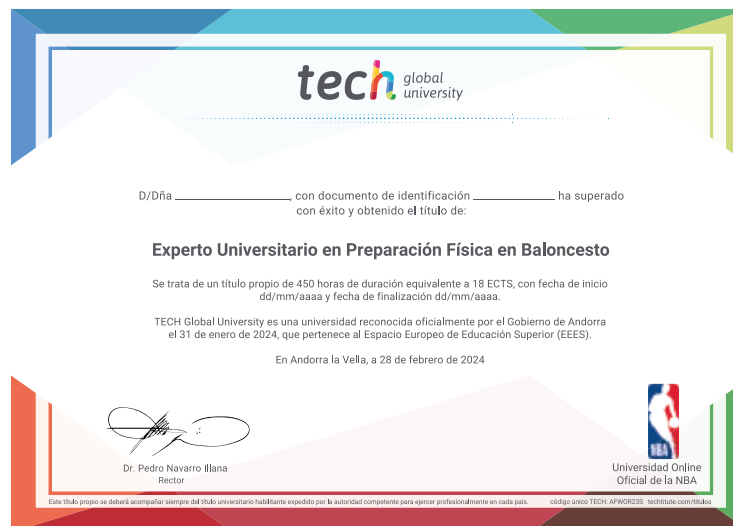 tech global
university
D/Dña ____________________, con documento de identificación ______________ ha superado
con éxito y obtenido el título de:
Experto Universitario en Preparación Física en Baloncesto
Se trata de un título propio de 450 horas de duración equivalente a 18 ECTS, con fecha de inicio
dd/mm/aaaa y fecha de finalización dd/mm/aaaa.
TECH Global University es una universidad reconocida oficialmente por el Gobierno de Andorra
el 31 de enero de 2024, que pertenece al Espacio Europeo de Educación Superior (EEES).
En Andorra la Vella, a 28 de febrero de 2024
Dr. Pedro Navarro Illana
Rector
NBA
Universidad Online
Oficial de la NBA
Este título propio se deberá acompañar siempre del título universitario habilitante expedido por la autoridad competente para ejercer profesionalmente en cada país. código único TECH: AFWOR23S techtitute.com/titulos